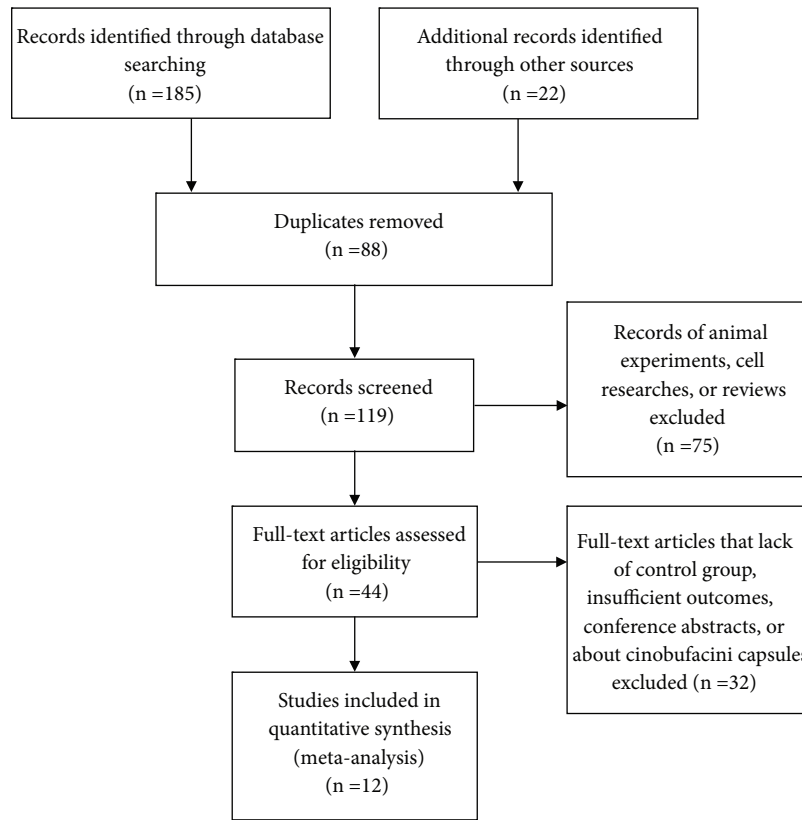 Records identified through database
searching
(n =185)
Additional records identified
through other sources
(n =22)
Duplicates removed
(n =88)
Records screened
(n =119)
Records of animal
experiments, cell
researches, or reviews
excluded
(n =75)
Full-text articles assessed
for eligibility
(n =44)
Full-text articles that lack
of control group,
insufficient outcomes,
conference abstracts, or
about cinobufacini capsules
excluded (n =32)
Studies included in
quantitative synthesis
(meta-analysis)
(n =12)